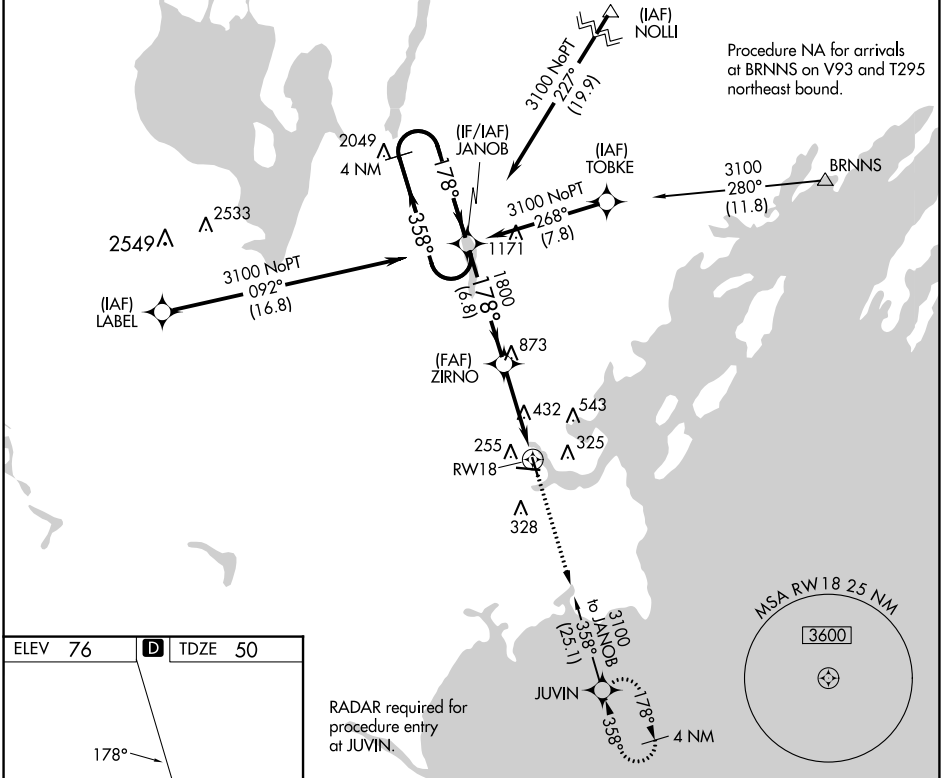 (IAF)
NOLLI
3100 NoPT
227°
(19.9)
Procedure NA for arrivals
at BRNNS on V93 and T295
northeast bound.
2049
4 NM
(IF/IAF)
JANOB
178°
358°
(IAF)
TOBKE
3100
280°
(11.8)
BRNNS
3100 NoPT
268°
(7.8)
1171
2533
2549
3100 NoPT
092°
(16.8)
(IAF)
LABEL
1800
178°
(6.8)
873
(FAF)
ZIRNO
432
543
255
325
RW18
328
3100
to JANOB
358°
(25.1)
JUVIN
178°
358°
4 NM
MSA RW18 25 NM
3600
ELEV 76
D
TDZE 50
178°
RADAR required for
procedure entry
at JUVIN.